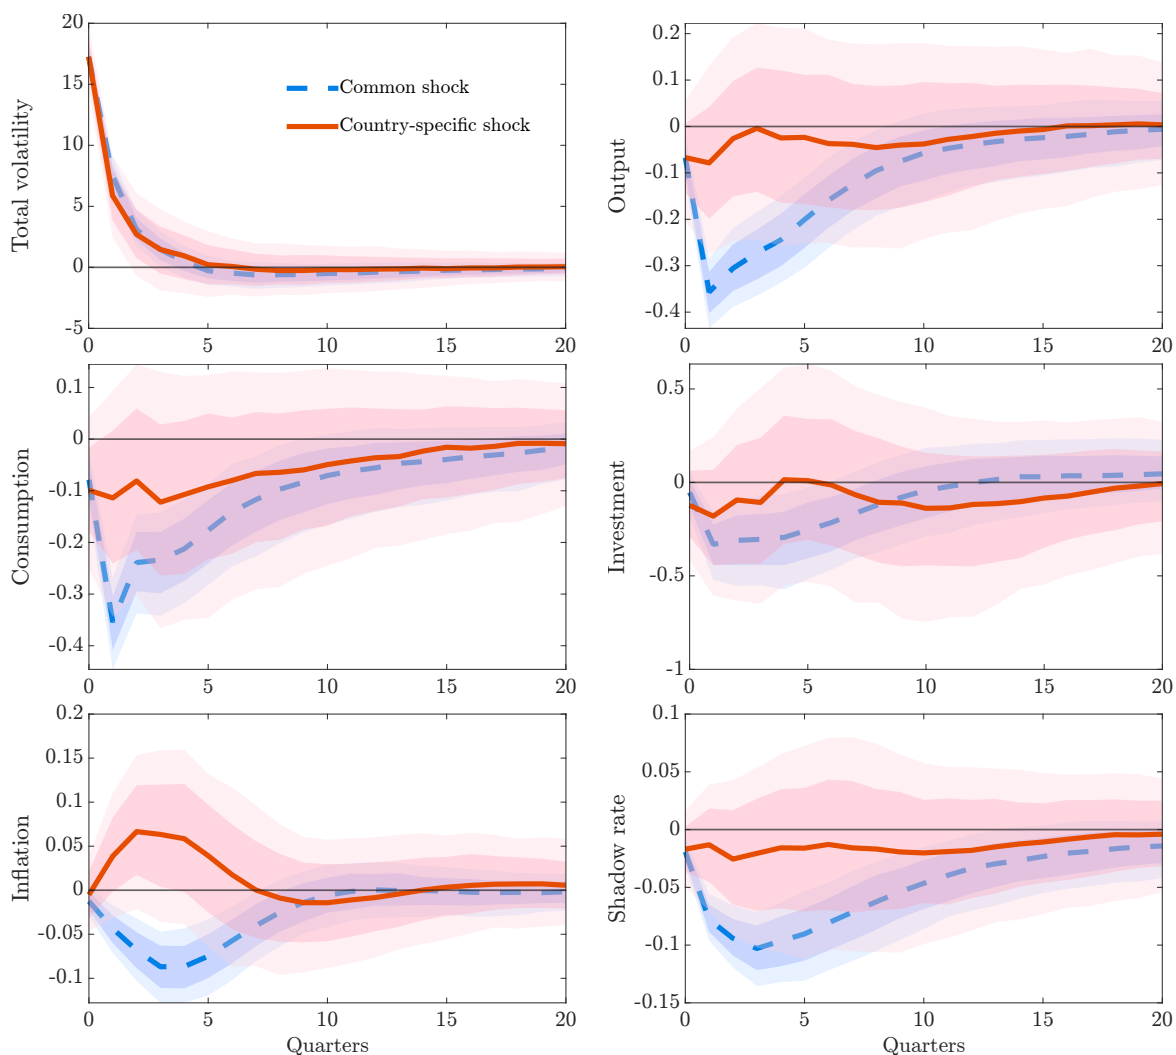 Total volatility
20
15
10
5
0
-5
0 5 10 15 20
Common shock
Country-specific shock
Output
0.2
0.1
0
-0.1
-0.2
-0.3
-0.4
0 5 10 15 20
Consumption
0.1
0
-0.1
-0.2
-0.3
-0.4
0 5 10 15 20
Investment
0.5
0
-0.5
-1
0 5 10 15 20
Inflation
0.2
0.15
0.1
0.05
0
-0.05
-0.1
0 5 10 15 20
Quarters
Shadow rate
0.1
0.05
0
-0.05
-0.1
-0.15
0 5 10 15 20
Quarters